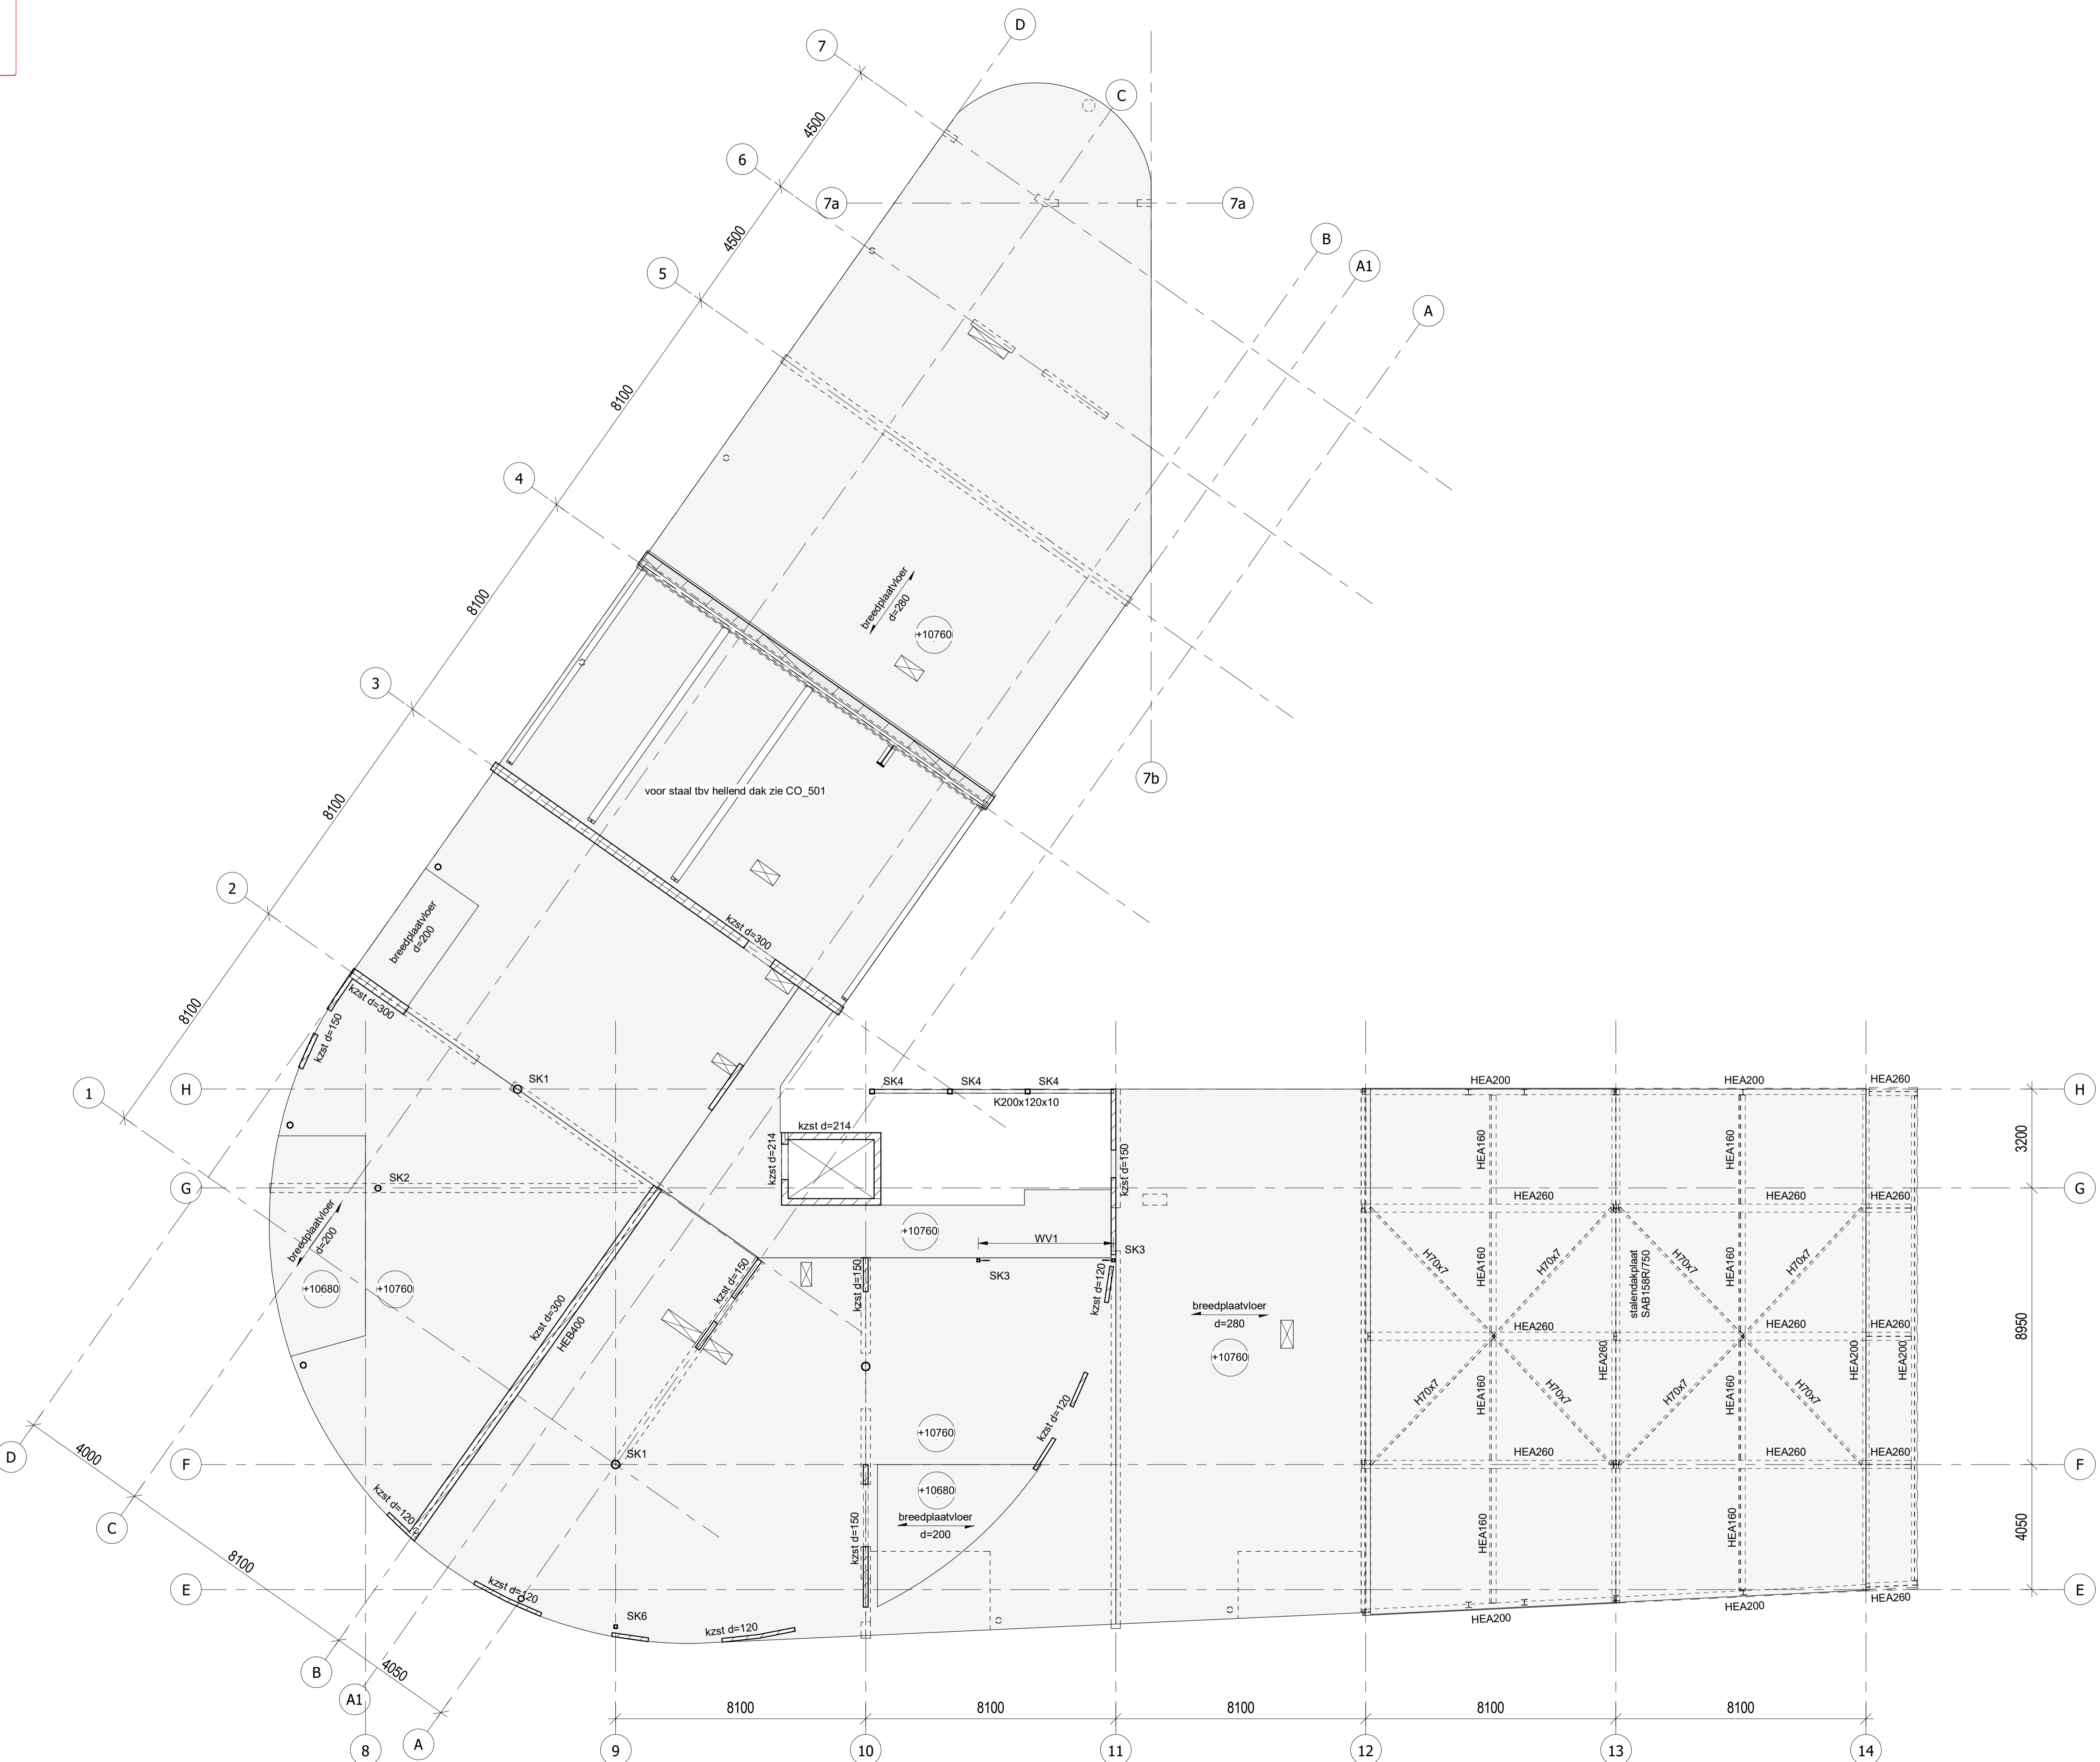 D
7
C
4500
6
7a
7a
4500
B
A1
5
A
8100
4
breedplaatvloer
d=280
+10760
8100
3
7b
voor staal tbv hellend dak zie CO_501
8100
2
breedplaatvloer
d=200
kzst d=300
kzst d=300
8100
kzst d=150
1
H
SK1
SK4
SK4
SK4
K200x120x10
HEA200
HEA200
HEA260
H
kzst d=214
kzst d=214
kzst d=150
HEA160
HEA160
3200
G
SK2
HEA260
HEA260
HEA260
G
breedplaatvloer
d=200
+10760
WV1
SK3
SK3
+10680
+10760
kzst d=150
kzst d=150
kzst d=120
H70x7
HEA160
H70x7
stalendakplaat
SAB158R/750
H70x7
HEA160
H70x7
kzst d=300
HEB400
breedplaatvloer
d=280
+10760
HEA260
HEA260
HEA260
8950
HEA260
HEA200
HEA200
H70x7
HEA160
H70x7
H70x7
HEA160
H70x7
kzst d=120
+10760
D
4000
F
SK1
HEA260
HEA260
HEA260
F
+10680
breedplaatvloer
d=200
kzst d=120
C
kzst d=150
HEA160
HEA160
4050
8100
E
kzst d=120
HEA260
E
SK6
kzst d=120
HEA200
HEA200
B
4050
A1
A
8100
8100
8100
8100
8100
8
9
10
11
12
13
14